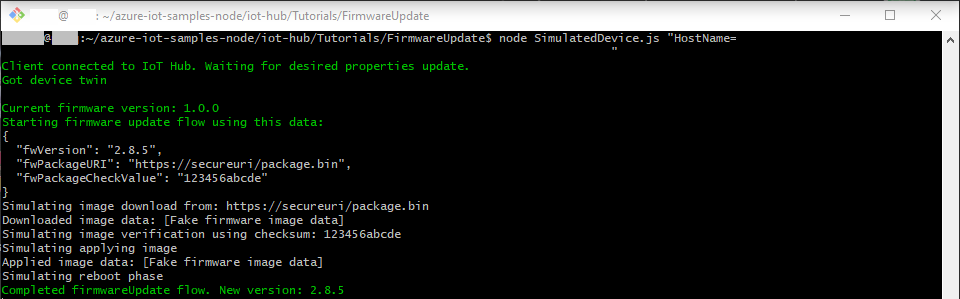 @ : ~/azure-iot-samples-node/iot-hub/Tutorials/FirmwareUpdate
@ :~/azure-iot-samples-node/iot-hub/Tutorials/FirmwareUpdate$ node SimulatedDevice.js "HostName=
"
Client connected to IoT Hub. Waiting for desired properties update.
Got device twin
Current firmware version: 1.0.0
Starting firmware update flow using this data:
{
  "fwVersion": "2.8.5",
  "fwPackageURI": "https://secureuri/package.bin",
  "fwPackageCheckValue": "123456abcde"
}
Simulating image download from: https://secureuri/package.bin
Downloaded image data: [Fake firmware image data]
Simulating image verification using checksum: 123456abcde
Simulating applying image
Applied image data: [Fake firmware image data]
Simulating reboot phase
Completed firmwareUpdate flow. New version: 2.8.5